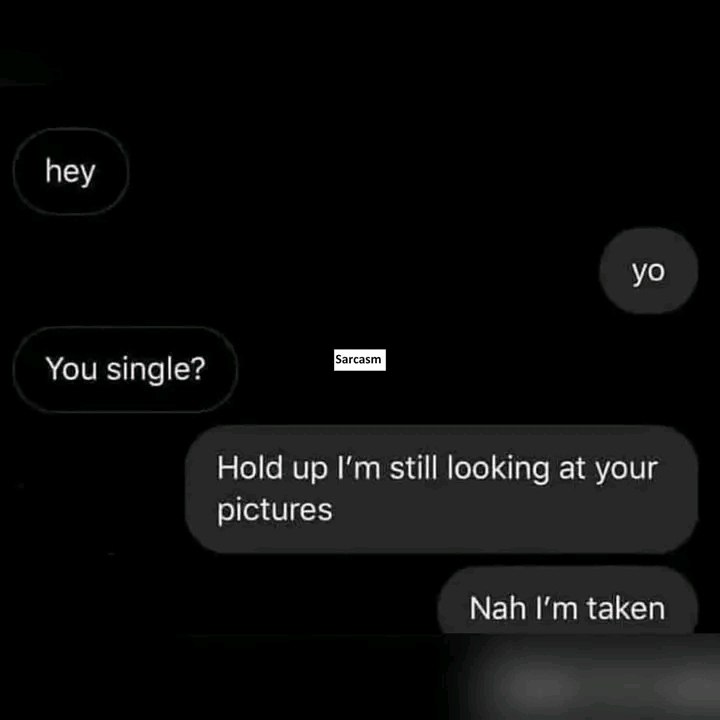 hey
yo
You single?
Sarcasm
Hold up I'm still looking at your
pictures
Nah I'm taken